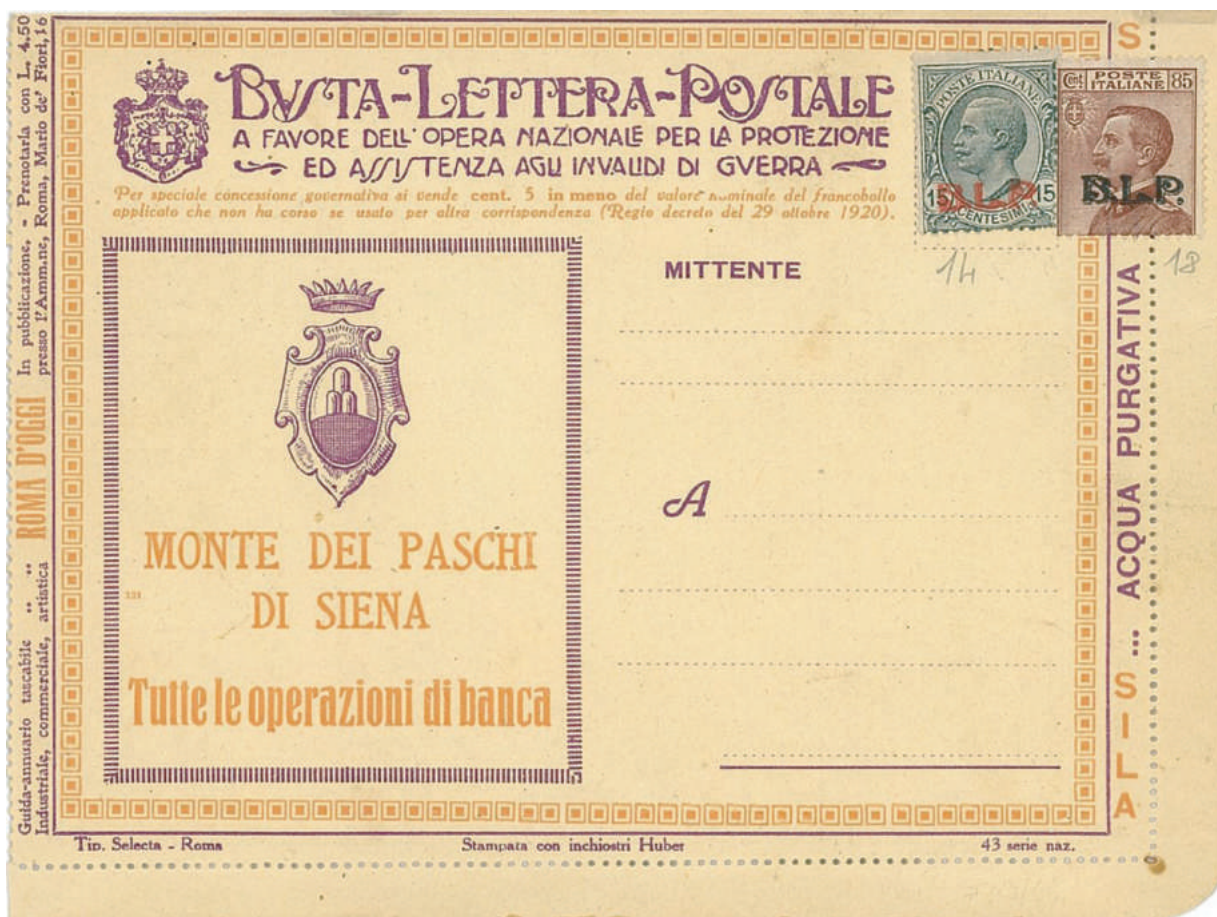 BUSTA-LETTERA-POSTALE
A FAVORE DELL' OPERA NAZIONALE PER LA PROTEZIONE
ED ASSISTENZA AGLI INVALIDI DI GVERRA
Per speciale concessione governativa si vende cent. 5 in meno del valore nominale del francobollo
applicato che non ha corso se usato per altra corrispondenza (Regio decreto del 29 ottobre 1920).
POSTE ITALIANE
15 15
CENTESIMI
B.L.P.
Cent. POSTE ITALIANE 85
B.L.P.
14
18
MITTENTE
A
MONTE DEI PASCHI
DI SIENA
Tutte le operazioni di banca
Guida-annuario tascabile .. .. ROMA D'OGGI In pubblicazione, - Prenotarla con L. 4.50
Industriale, commerciale, artistica presso l'Amm.ne, Roma, Mario de' Fiori, 16
S ... ACQUA PURGATIVA ... SILA
Tip. Selecta - Roma
Stampata con inchiostri Huber
43 serie naz.